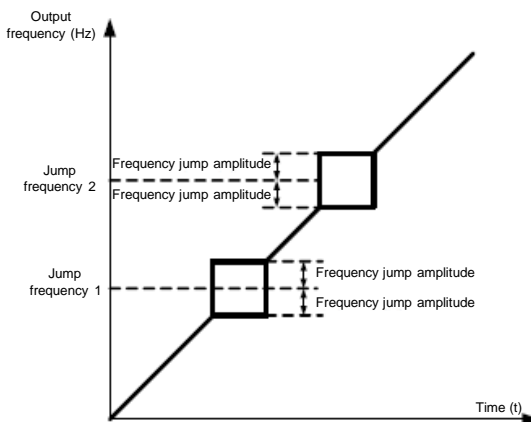 Output
frequency (Hz)
Frequency jump amplitude
Jump
frequency 2
Frequency jump amplitude
Frequency jump amplitude
Jump
frequency 1
Frequency jump amplitude
Time (t)